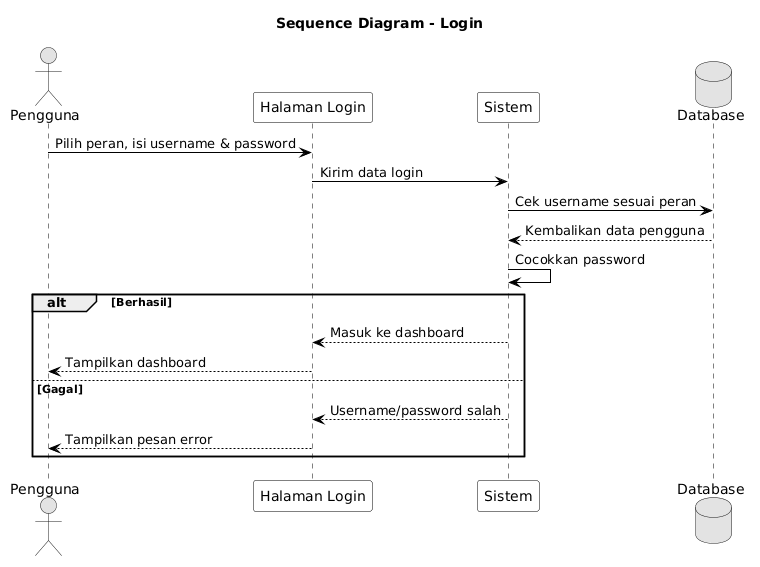 Sequence Diagram - Login
Pengguna
Halaman Login
Sistem
Database
Pilih peran, isi username & password
Kirim data login
Cek username sesuai peran
Kembalikan data pengguna
Cocokkan password
alt
[Berhasil]
Masuk ke dashboard
Tampilkan dashboard
[Gagal]
Username/password salah
Tampilkan pesan error
Pengguna
Halaman Login
Sistem
Database